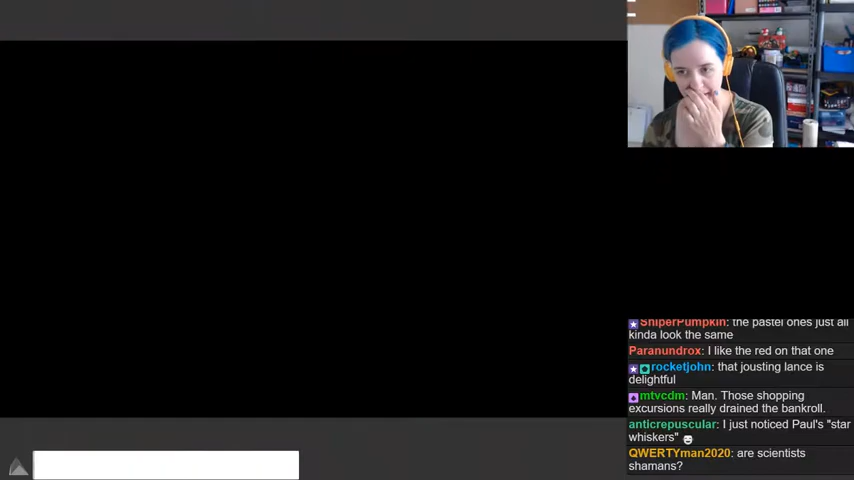 SniperPumpkin: the pastel ones just all
kinda look the same
Paranundrox: I like the red on that one
rocketjohn: that jousting lance is
delightful
mtvcdm: Man. Those shopping
excursions really drained the bankroll.
anticrepuscular: I just noticed Paul's "star
whiskers"
QWERTYman2020: are scientists
shamans?